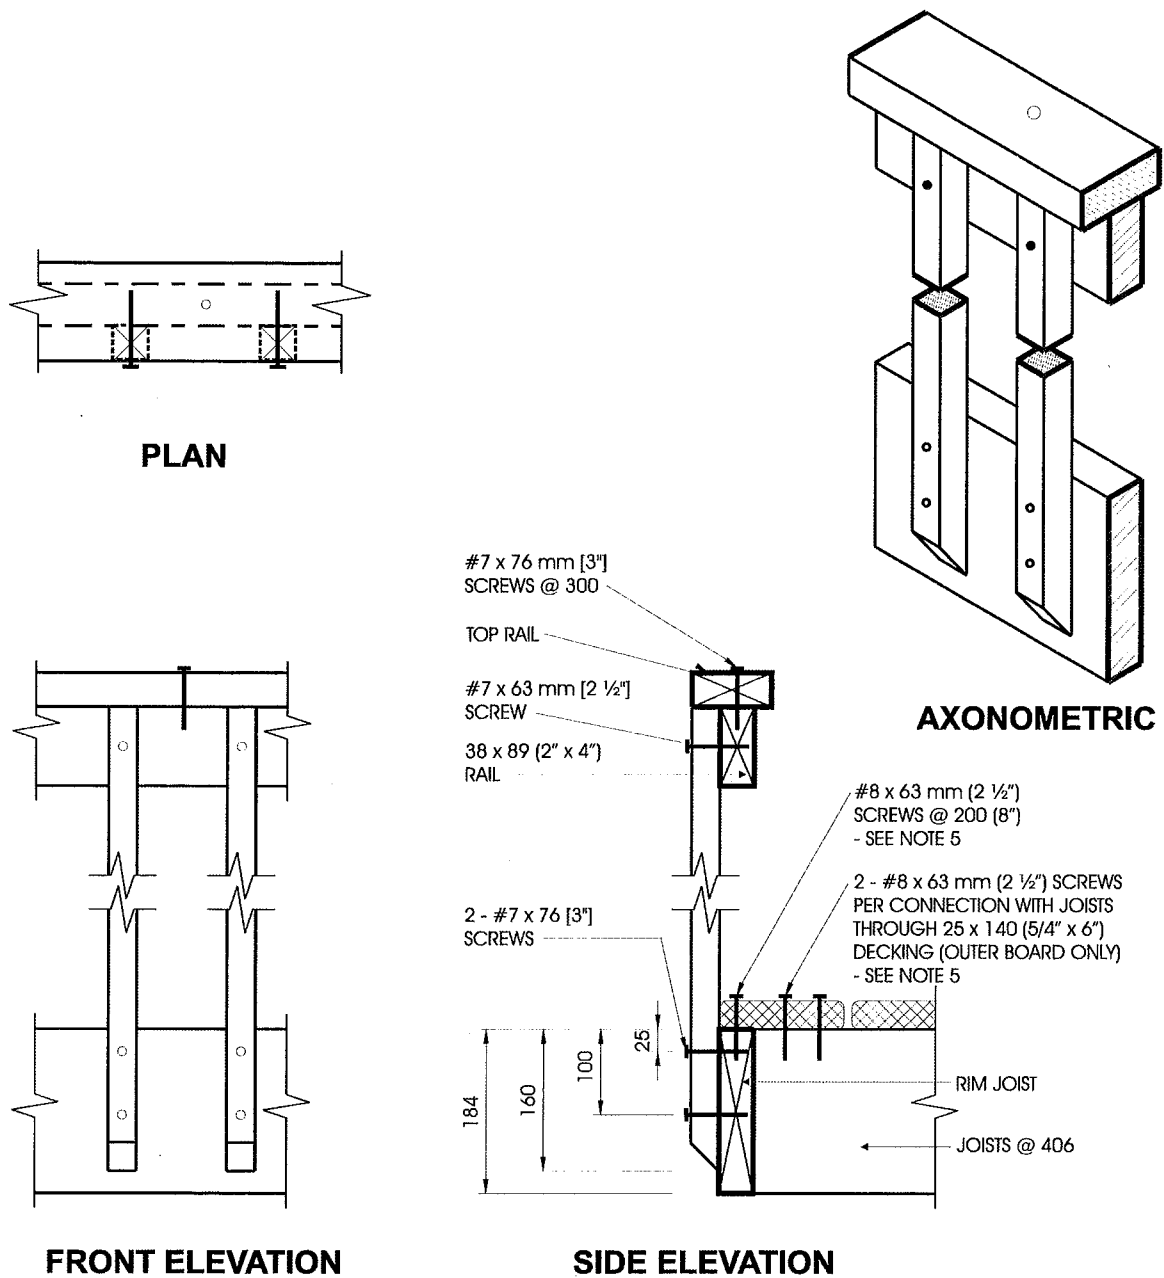 PLAN
AXONOMETRIC
#7 x 76 mm [3"]
SCREWS @ 300
TOP RAIL
#7 x 63 mm [2 ½"]
SCREW
38 x 89 (2" x 4")
RAIL
2 - #7 x 76 [3"]
SCREWS
#8 x 63 mm (2 ½")
SCREWS @ 200 (8")
- SEE NOTE 5
2 - #8 x 63 mm (2 ½") SCREWS
PER CONNECTION WITH JOISTS
THROUGH 25 x 140 (5/4" x 6")
DECKING (OUTER BOARD ONLY)
- SEE NOTE 5
25
100
160
184
RIM JOIST
JOISTS @ 406
FRONT ELEVATION
SIDE ELEVATION